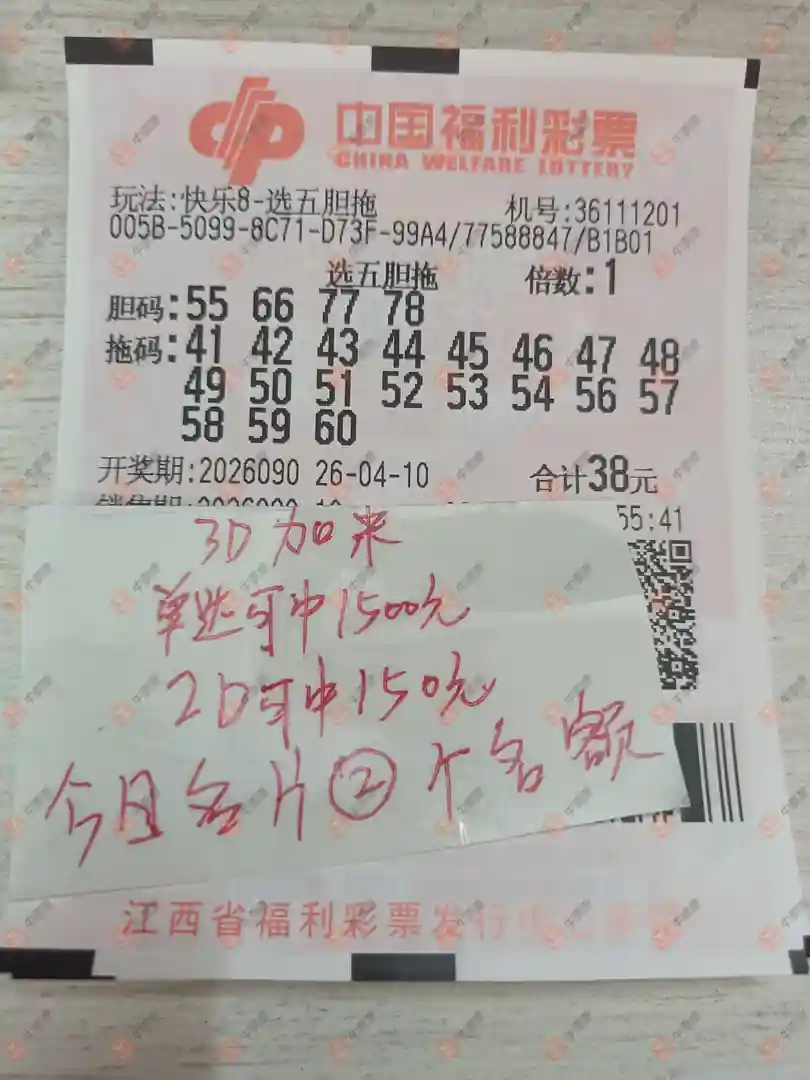 中国福利彩票
CHINA WELFARE LOTTERY
玩法:快乐8-选五胆拖 机号:36111201
005B-5099-8C71-D73F-99A4/77588847/B1B01
选五胆拖 倍数:1
胆码:55 66 77 78
拖码:41 42 43 44 45 46 47 48
49 50 51 52 53 54 56 57
58 59 60
开奖期:2026090 26-04-10 合计38元
55:41
3D加来
单选可中1500元
2D可中150元
今日名片②个名额
江西省福利彩票发行